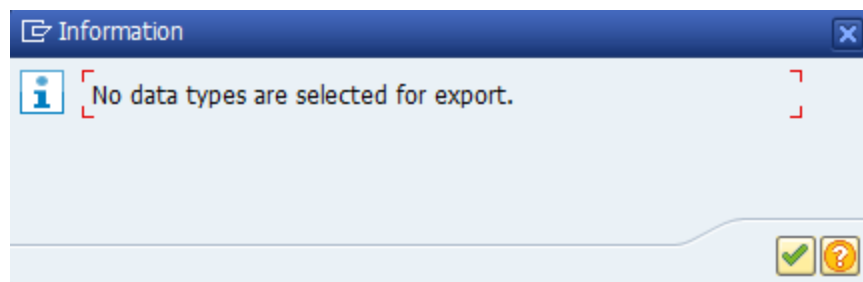 Information
No data types are selected for export.